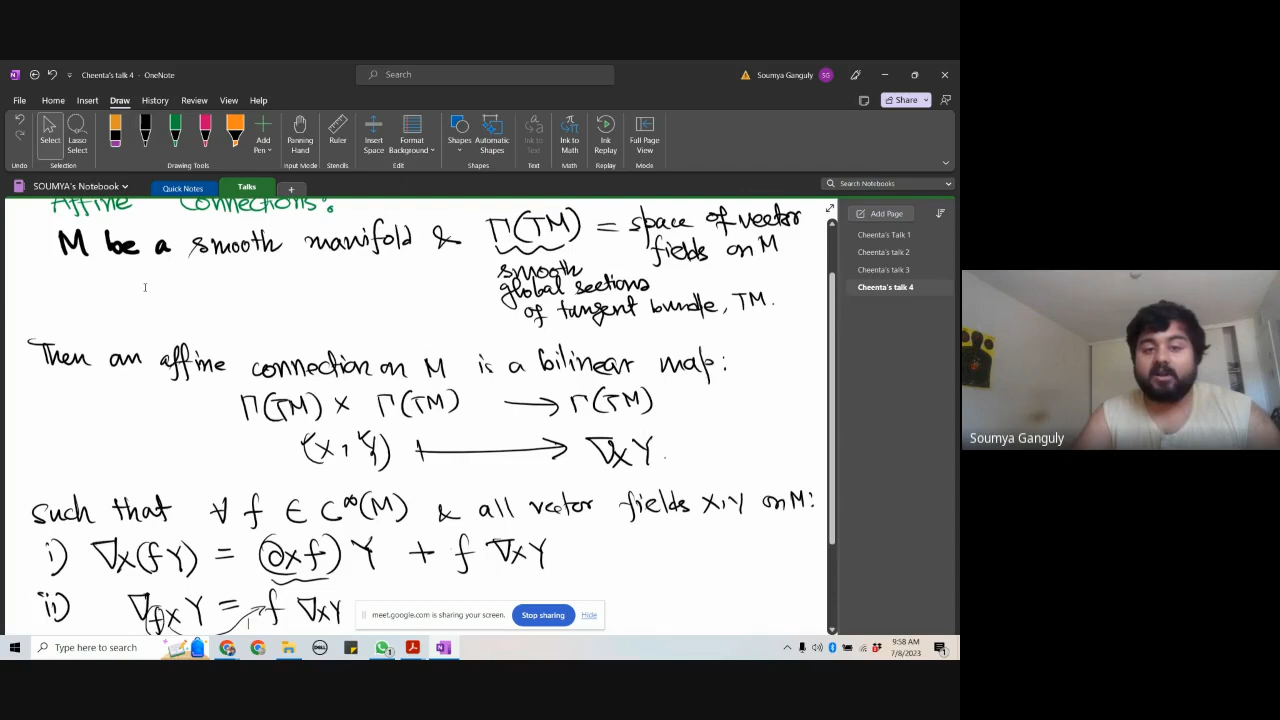 Cheenta's talk 4 - OneNote
Search
Soumya Ganguly SG
File Home Insert Draw History Review View Help
Share
Undo
Select
Lasso Select
Add Pen
Panning Hand
Ruler
Insert Space
Format Background
Shapes
Automatic Shapes
Ink to Text
Ink to Math
Ink Replay
Full Page View
Undo Selection Drawing Tools Input Mode Stencils Edit Shapes Text Math Replay Mode
SOUMYA's Notebook Quick Notes Talks + Search Notebooks
Add Page
Cheenta's Talk 1
Cheenta's talk 2
Cheenta's talk 3
Cheenta's talk 4
Affine Connections:
M be a smooth manifold & Γ(TM) = space of vector fields on M
smooth
global sections
of tangent bundle, TM.
Then an affine connection on M is a bilinear map:
Γ(TM) × Γ(TM) → Γ(TM)
(X, Y) ↦ ∇XY.
such that ∀ f ∈ C^∞(M) & all vector fields X, Y on M:
i) ∇X(fY) = (∂Xf) Y + f ∇XY
ii) ∇fX Y = f ∇XY
meet.google.com is sharing your screen. Stop sharing Hide
Type here to search
9:58 AM
7/8/2023
Soumya Ganguly